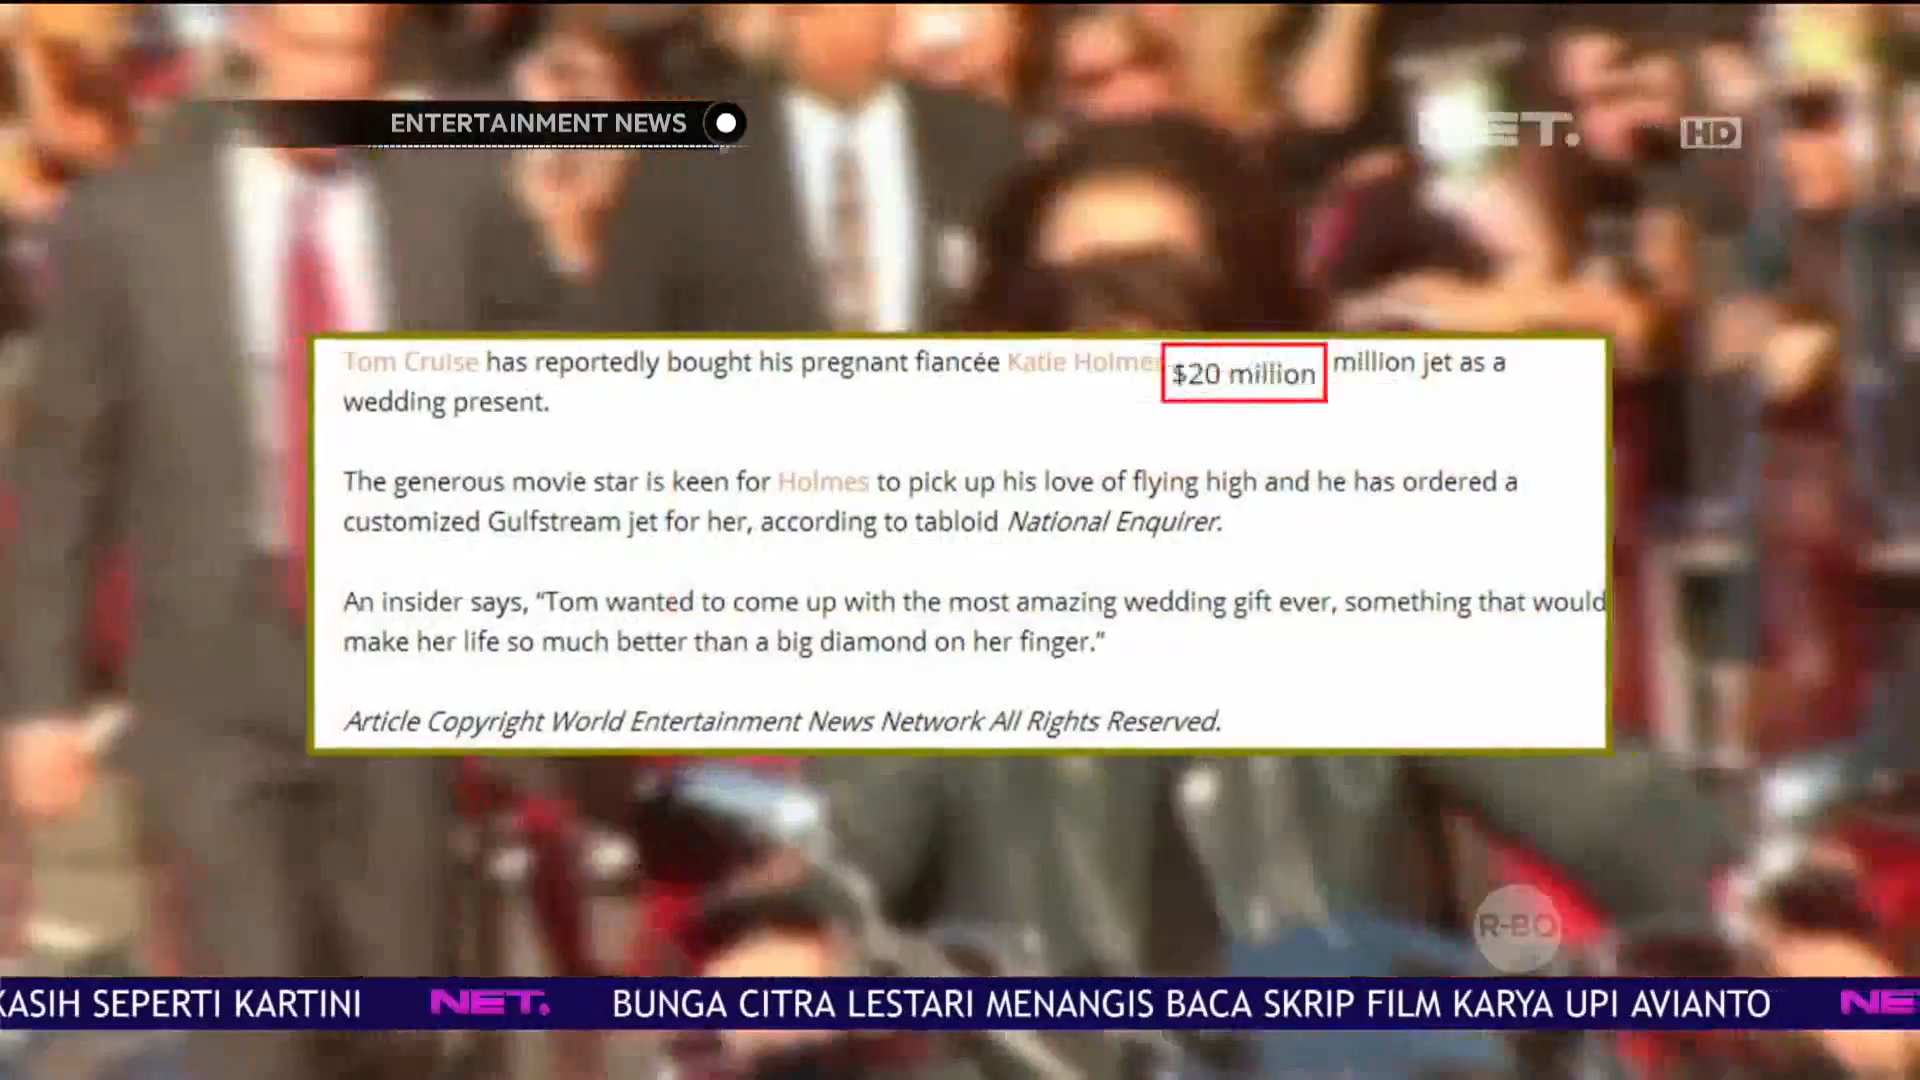 ENTERTAINMENT NEWS
NET.
HD
Tom Cruise has reportedly bought his pregnant fiancée Katie Holmes $20 million million jet as a
wedding present.
The generous movie star is keen for Holmes to pick up his love of flying high and he has ordered a
customized Gulfstream jet for her, according to tabloid National Enquirer.
An insider says, “Tom wanted to come up with the most amazing wedding gift ever, something that would
make her life so much better than a big diamond on her finger.”
Article Copyright World Entertainment News Network All Rights Reserved.
R-BO
KASIH SEPERTI KARTINI NET. BUNGA CITRA LESTARI MENANGIS BACA SKRIP FILM KARYA UPI AVIANTO NE